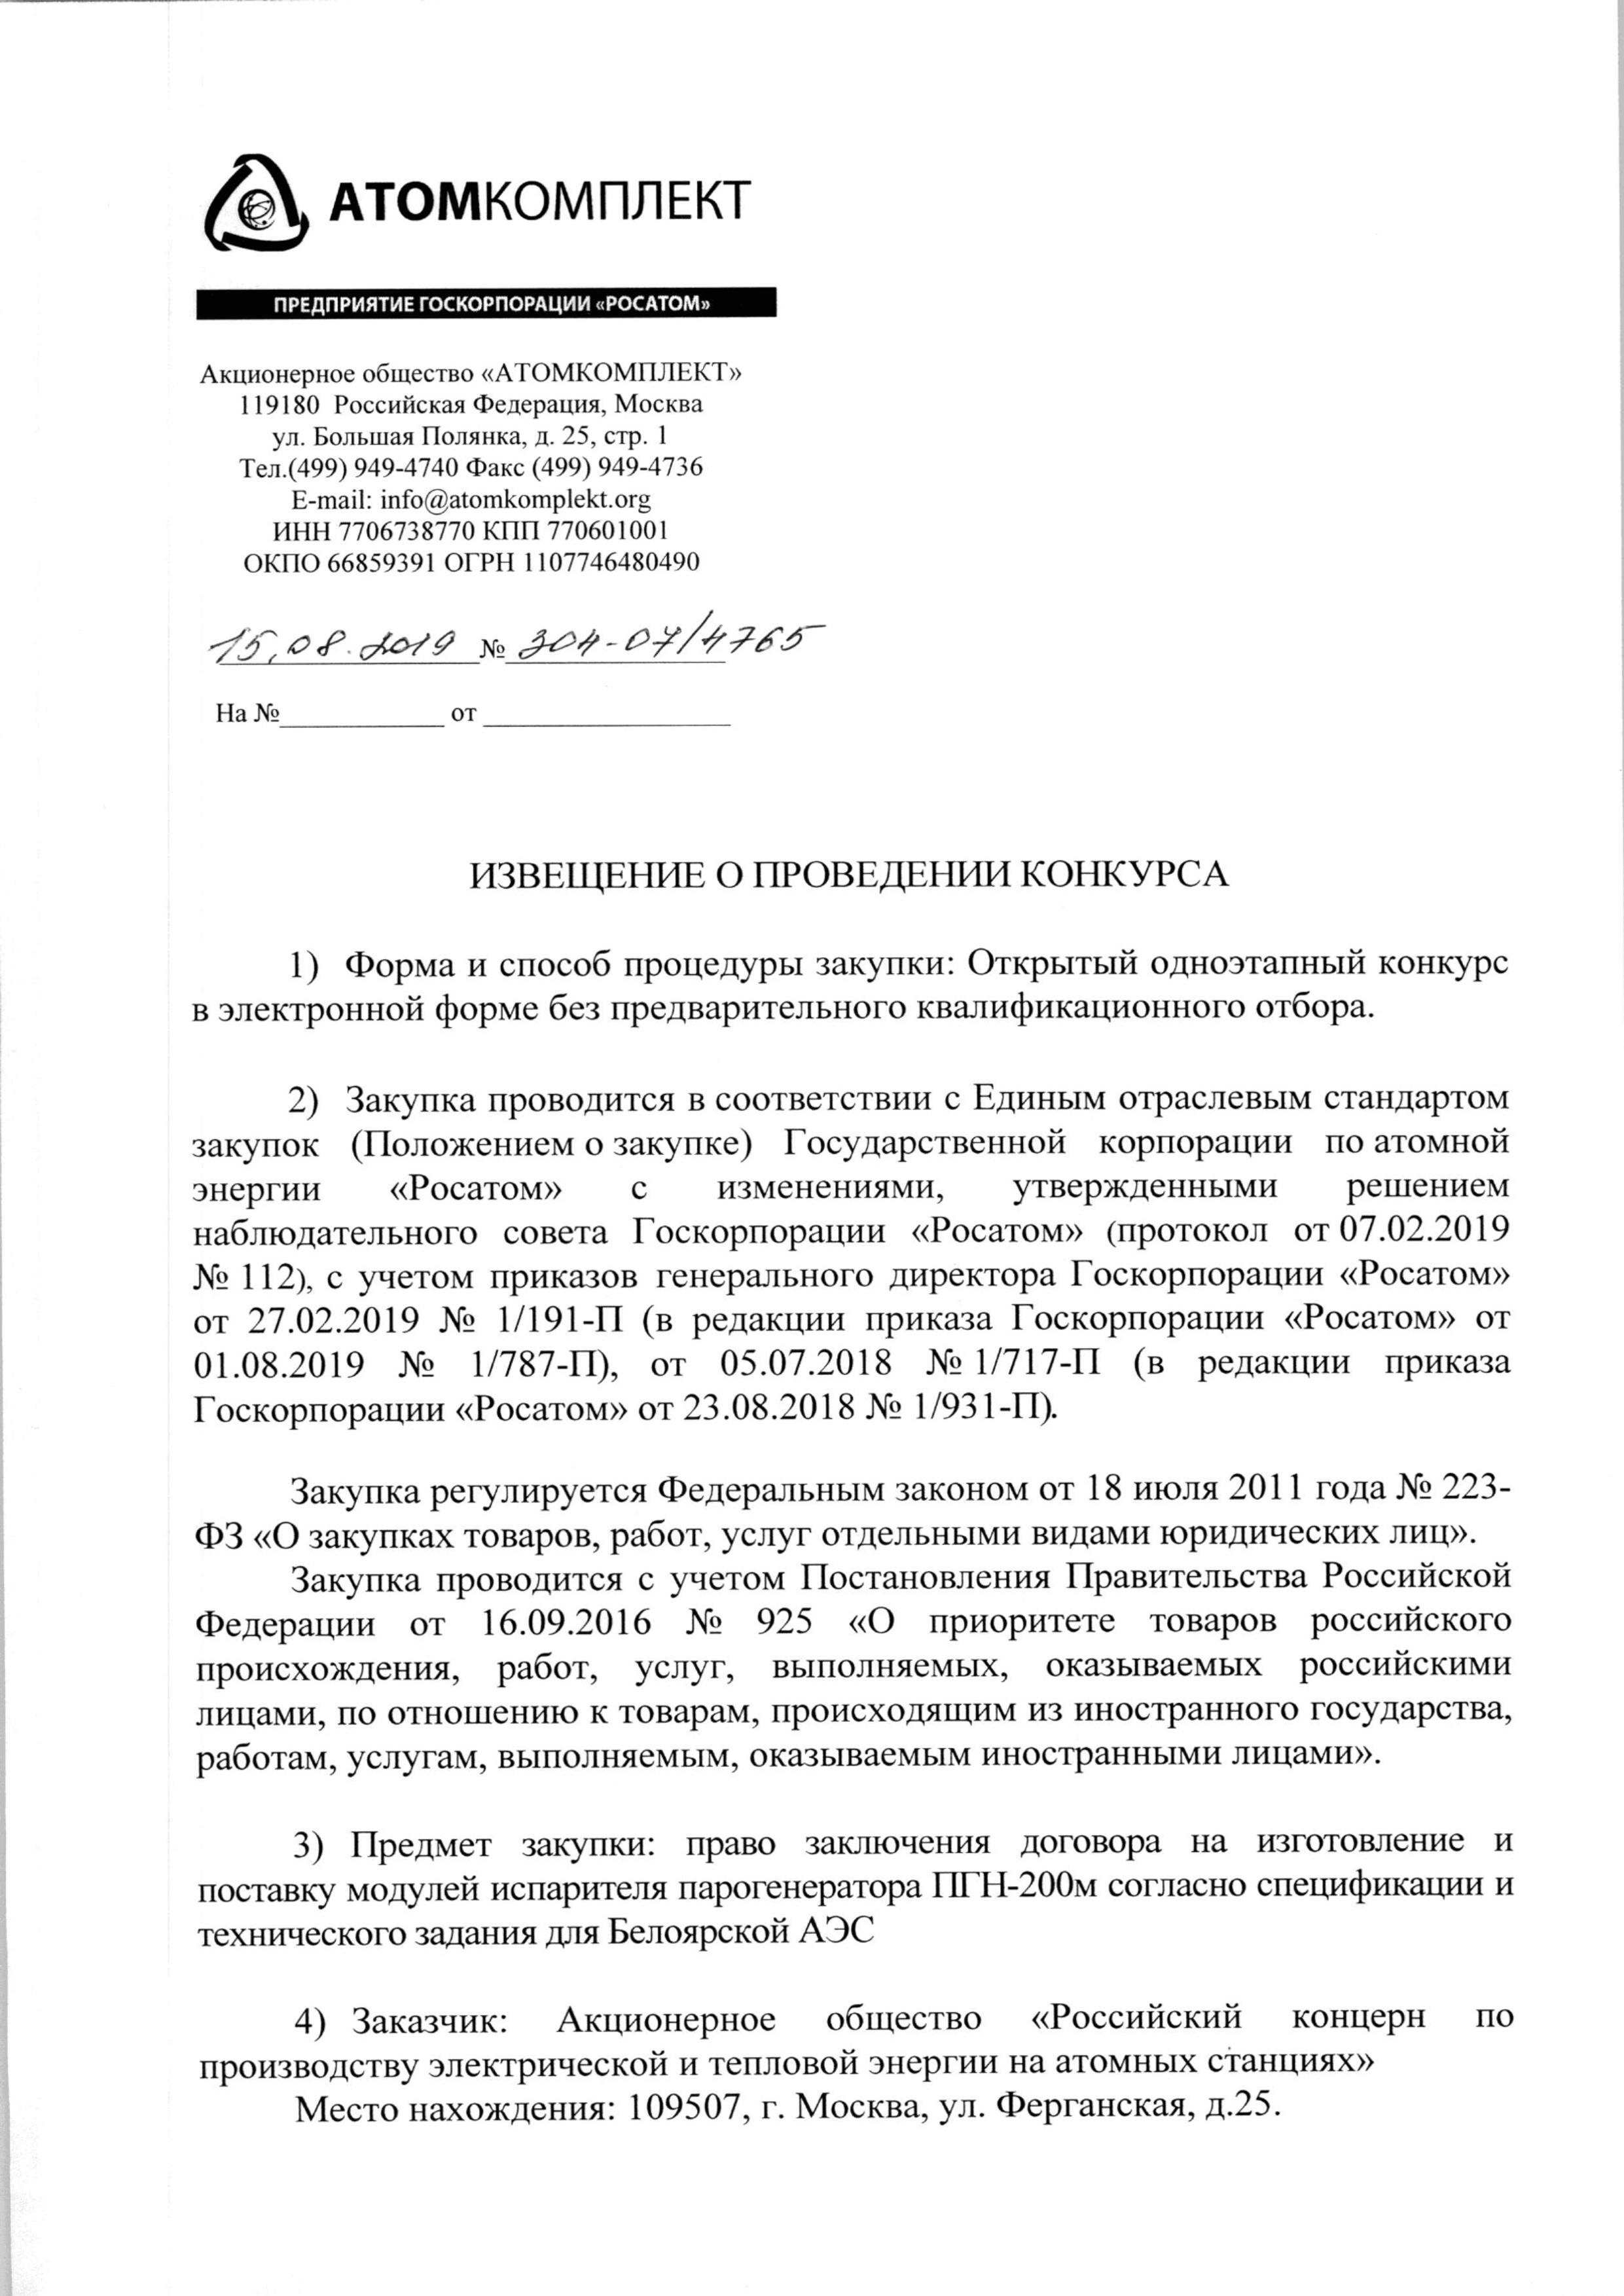 АТОМКОМПЛЕКТ
ПРЕДПРИЯТИЕ ГОСКОРПОРАЦИИ «РОСАТОМ»
Акционерное общество «АТОМКОМПЛЕКТ»
119180 Российская Федерация, Москва
ул. Большая Полянка, д. 25, стр. 1
Тел.(499) 949-4740 Факс (499) 949-4736
E-mail: info@atomkomplekt.org
ИНН 7706738770 КПП 770601001
ОКПО 66859391 ОГРН 1107746480490
15.08.2019 № 304-07/4765
На №____________ от __________________
ИЗВЕЩЕНИЕ О ПРОВЕДЕНИИ КОНКУРСА
1) Форма и способ процедуры закупки: Открытый одноэтапный конкурс
в электронной форме без предварительного квалификационного отбора.
2) Закупка проводится в соответствии с Единым отраслевым стандартом
закупок (Положением о закупке) Государственной корпорации по атомной
энергии «Росатом» с изменениями, утвержденными решением
наблюдательного совета Госкорпорации «Росатом» (протокол от 07.02.2019
№ 112), с учетом приказов генерального директора Госкорпорации «Росатом»
от 27.02.2019 № 1/191-П (в редакции приказа Госкорпорации «Росатом» от
01.08.2019 № 1/787-П), от 05.07.2018 № 1/717-П (в редакции приказа
Госкорпорации «Росатом» от 23.08.2018 № 1/931-П).
Закупка регулируется Федеральным законом от 18 июля 2011 года № 223-
ФЗ «О закупках товаров, работ, услуг отдельными видами юридических лиц».
Закупка проводится с учетом Постановления Правительства Российской
Федерации от 16.09.2016 № 925 «О приоритете товаров российского
происхождения, работ, услуг, выполняемых, оказываемых российскими
лицами, по отношению к товарам, происходящим из иностранного государства,
работам, услугам, выполняемым, оказываемым иностранными лицами».
3) Предмет закупки: право заключения договора на изготовление и
поставку модулей испарителя парогенератора ПГН-200м согласно спецификации и
технического задания для Белоярской АЭС
4) Заказчик: Акционерное общество «Российский концерн по
производству электрической и тепловой энергии на атомных станциях»
Место нахождения: 109507, г. Москва, ул. Ферганская, д.25.